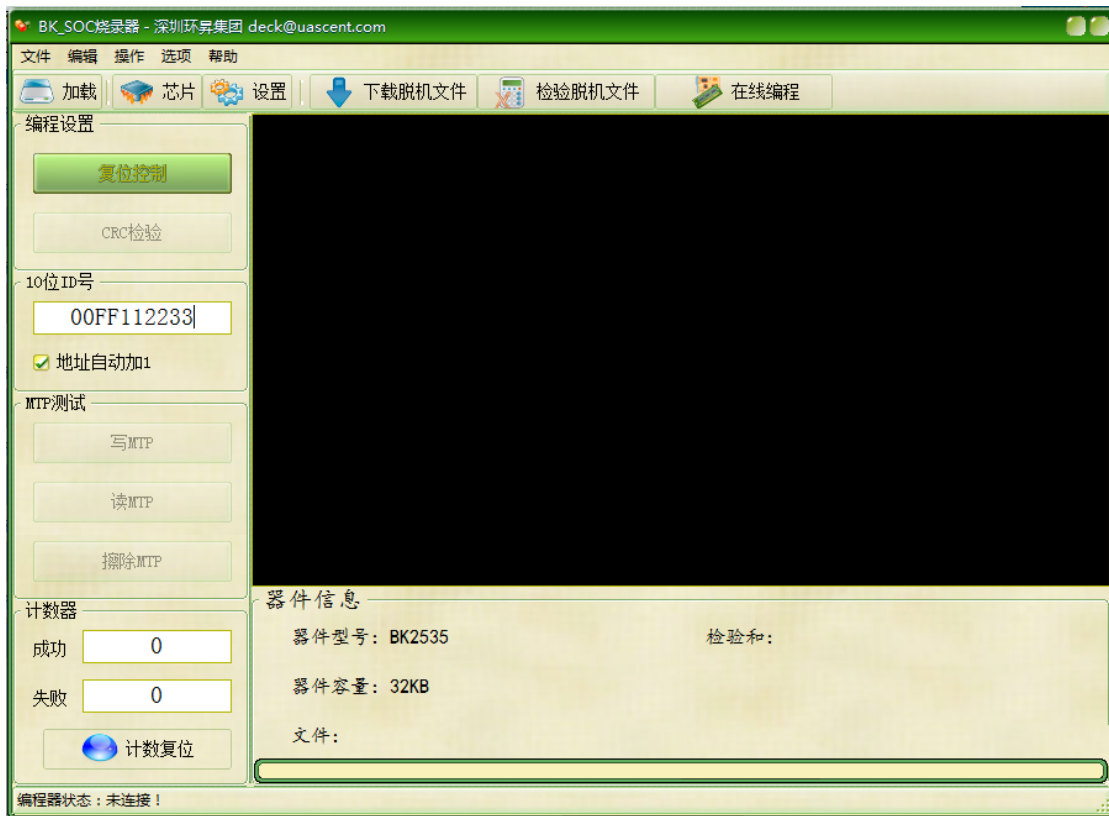 BK_SOC烧录器 - 深圳环昇集团 deck@uascent.com
文件 编辑 操作 选项 帮助
加载 芯片 设置 下载脱机文件 检验脱机文件 在线编程
编程设置
复位控制
CRC检验
10位ID号
00FF112233
地址自动加1
MTP测试
写MTP
读MTP
擦除MTP
计数器
成功 0
失败 0
计数复位
器件信息
器件型号: BK2535 检验和:
器件容量: 32KB
文件:
编程器状态：未连接！